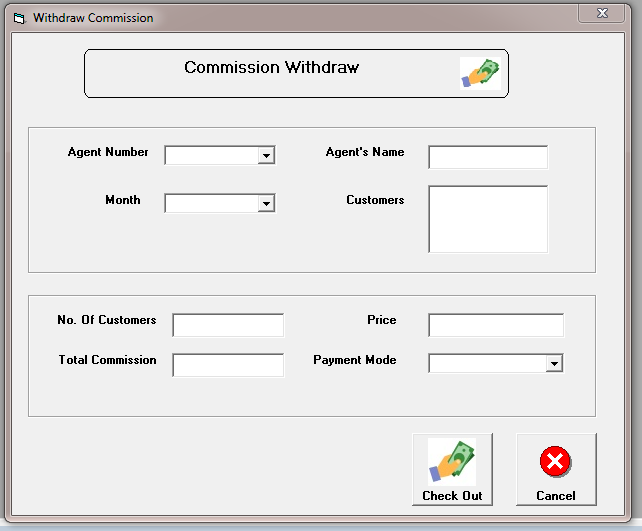 Withdraw Commission
Commission Withdraw
Agent Number
Agent's Name
Month
Customers
No. Of Customers
Price
Total Commission
Payment Mode
Check Out
Cancel